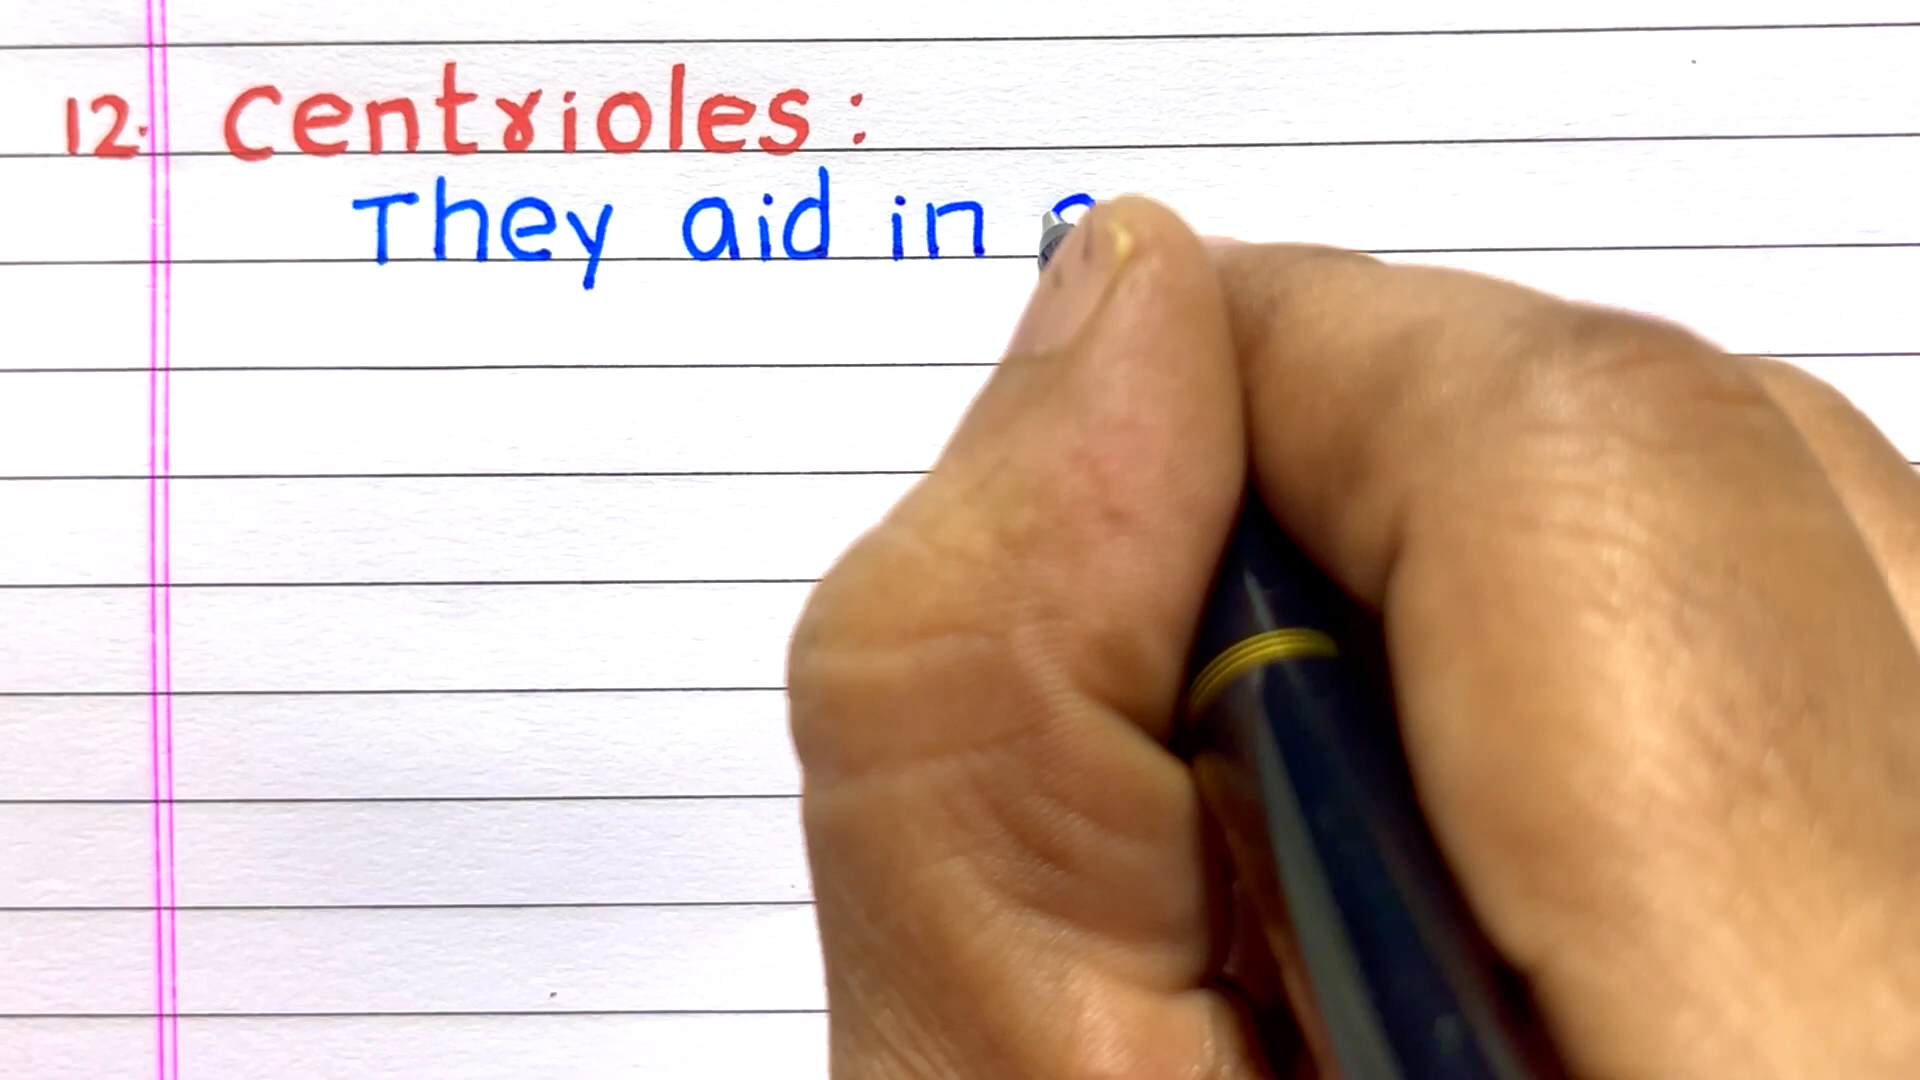 12. Centrioles:
They aid in